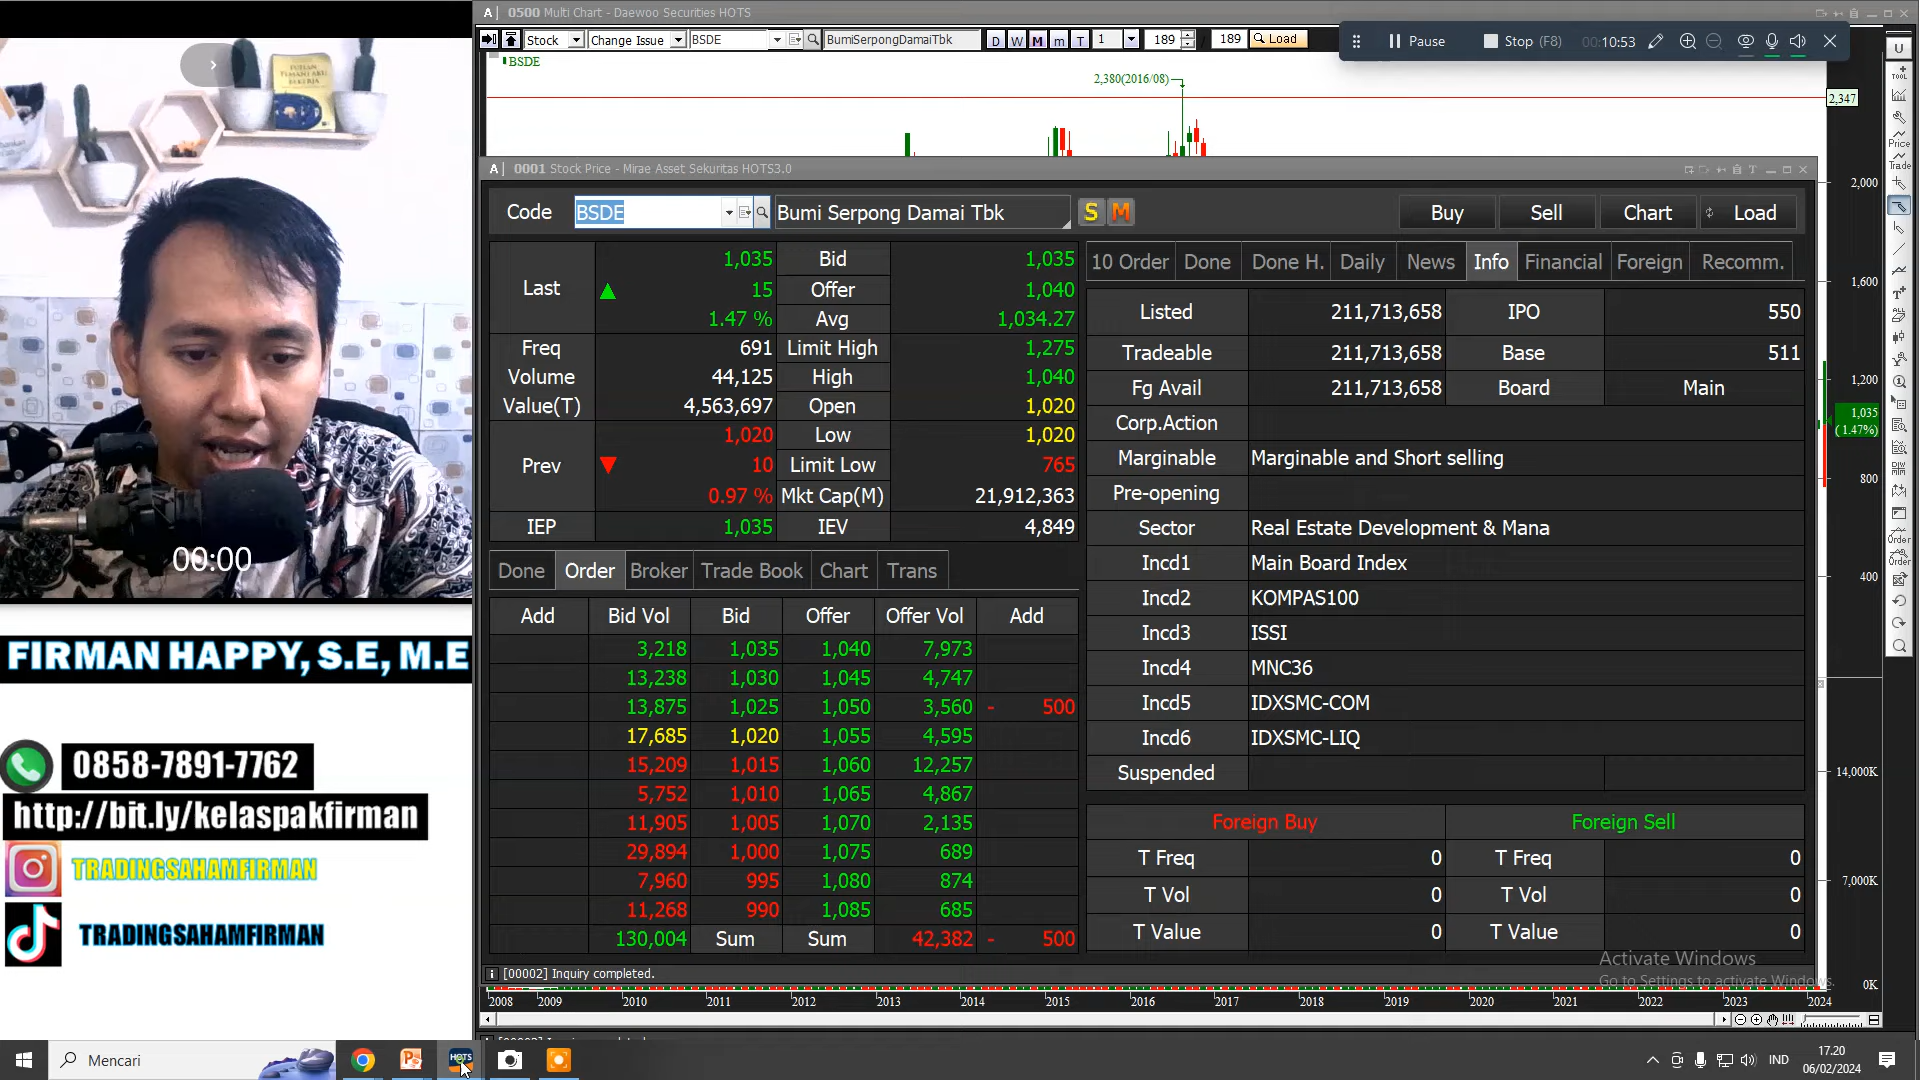 0500 Multi Chart - Daewoo Securities HOTS
Stock Change Issue BSDE BumiSerpongDamaiTbk D W M m T 1 189 189 Load
Pause Stop (F8) 00:10:53
BSDE
2,380(2016/08)
2,347
0001 Stock Price - Mirae Asset Sekuritas HOTS3.0
Code BSDE Bumi Serpong Damai Tbk S M Buy Sell Chart Load
Last 1,035 Bid 1,035
15 Offer 1,040
1.47 % Avg 1,034.27
Freq 691 Limit High 1,275
Volume 44,125 High 1,040
Value(T) 4,563,697 Open 1,020
Prev 1,020 Low 1,020
10 Limit Low 765
0.97 % Mkt Cap(M) 21,912,363
IEP 1,035 IEV 4,849
Done Order Broker Trade Book Chart Trans
Add Bid Vol Bid Offer Offer Vol Add
3,218 1,035 1,040 7,973
13,238 1,030 1,045 4,747
13,875 1,025 1,050 3,560 - 500
17,685 1,020 1,055 4,595
15,209 1,015 1,060 12,257
5,752 1,010 1,065 4,867
11,905 1,005 1,070 2,135
29,894 1,000 1,075 689
7,960 995 1,080 874
11,268 990 1,085 685
130,004 Sum Sum 42,382 - 500
[00002] Inquiry completed.
10 Order Done Done H. Daily News Info Financial Foreign Recomm.
Listed 211,713,658 IPO 550
Tradeable 211,713,658 Base 511
Fg Avail 211,713,658 Board Main
Corp.Action
Marginable Marginable and Short selling
Pre-opening
Sector Real Estate Development & Mana
Incd1 Main Board Index
Incd2 KOMPAS100
Incd3 ISSI
Incd4 MNC36
Incd5 IDXSMC-COM
Incd6 IDXSMC-LIQ
Suspended
Foreign Buy Foreign Sell
T Freq 0 T Freq 0
T Vol 0 T Vol 0
T Value 0 T Value 0
Activate Windows
Go to Settings to activate Windows.
2008 2009 2010 2011 2012 2013 2014 2015 2016 2017 2018 2019 2020 2021 2022 2023 2024
U
TOOL
Price
Trade
Order
Order
2,000
1,600
1,200
1,035
( 1.47%)
800
400
14,000K
7,000K
0K
00:00
FIRMAN HAPPY, S.E, M.E
0858-7891-7762
http://bit.ly/kelaspakfirman
TRADINGSAHAMFIRMAN
TRADINGSAHAMFIRMAN
Mencari
HOTS
IND
17.20
06/02/2024